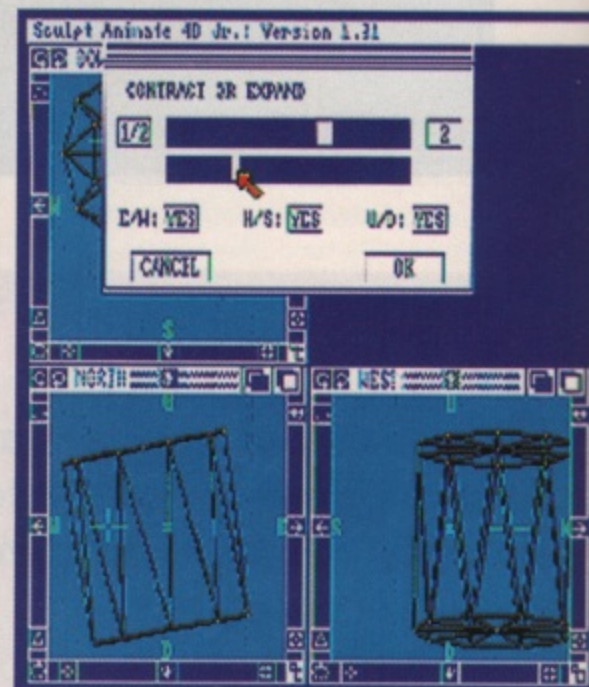 Sculpt Animate 4D Jr.: Version 1.31
DOW
CONTRACT OR EXPAND
1/2 2
E/W: YES N/S: YES U/D: YES
CANCEL OK
W
S
NORTH WEST
U U
W E S N
D D